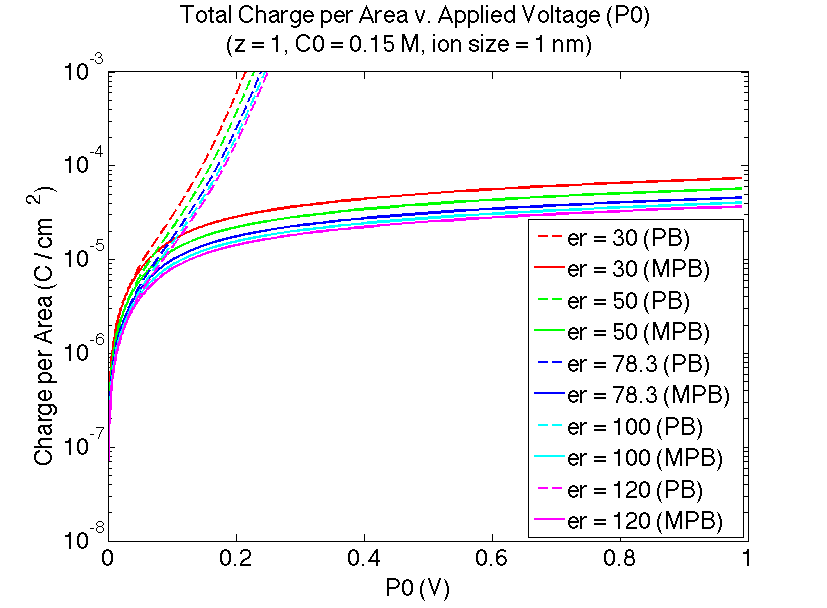 Total Charge per Area v. Applied Voltage (P0)
(z = 1, C0 = 0.15 M, ion size = 1 nm)
10^-3
10^-4
10^-5
10^-6
10^-7
10^-8
Charge per Area (C / cm^2)
er = 30 (PB)
er = 30 (MPB)
er = 50 (PB)
er = 50 (MPB)
er = 78.3 (PB)
er = 78.3 (MPB)
er = 100 (PB)
er = 100 (MPB)
er = 120 (PB)
er = 120 (MPB)
0 0.2 0.4 0.6 0.8 1
P0 (V)